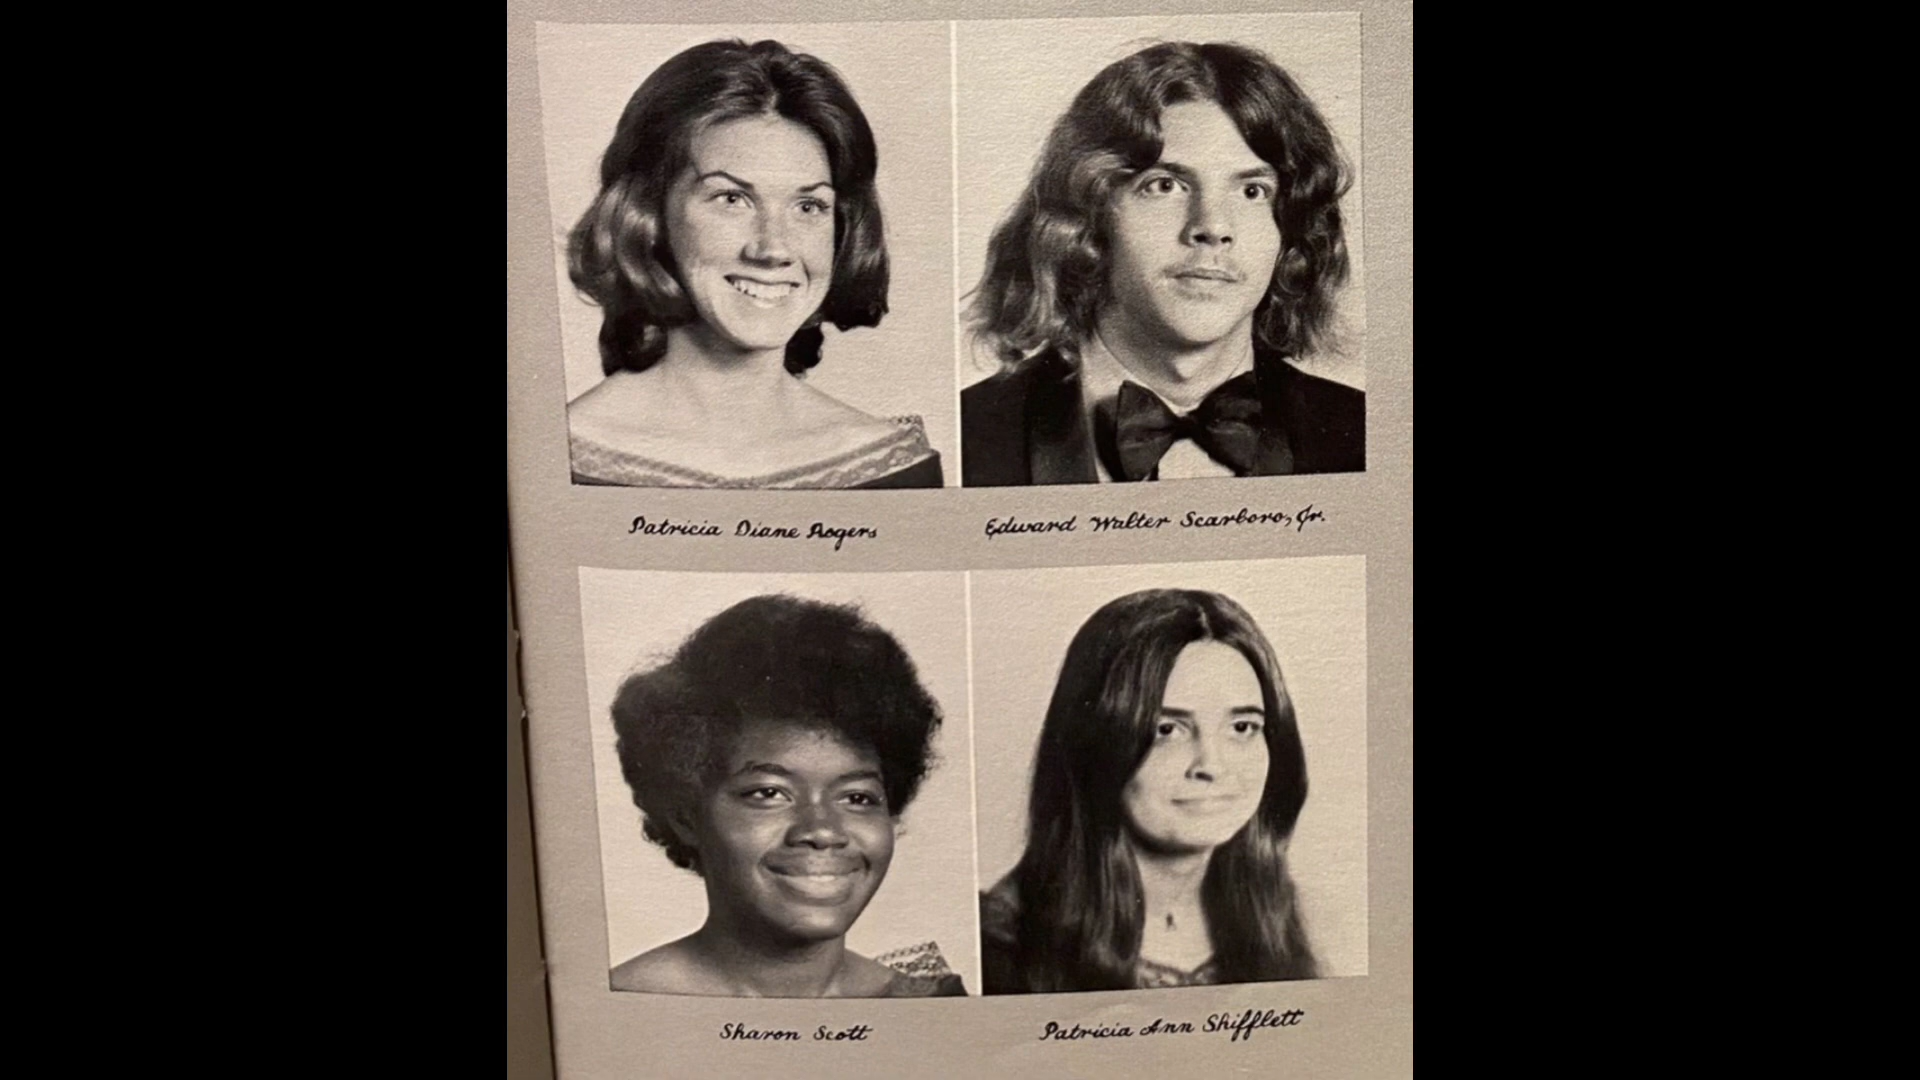 Patricia Diane Rogers
Edward Walter Scarboro, Jr.
Sharon Scott
Patricia Ann Shifflett